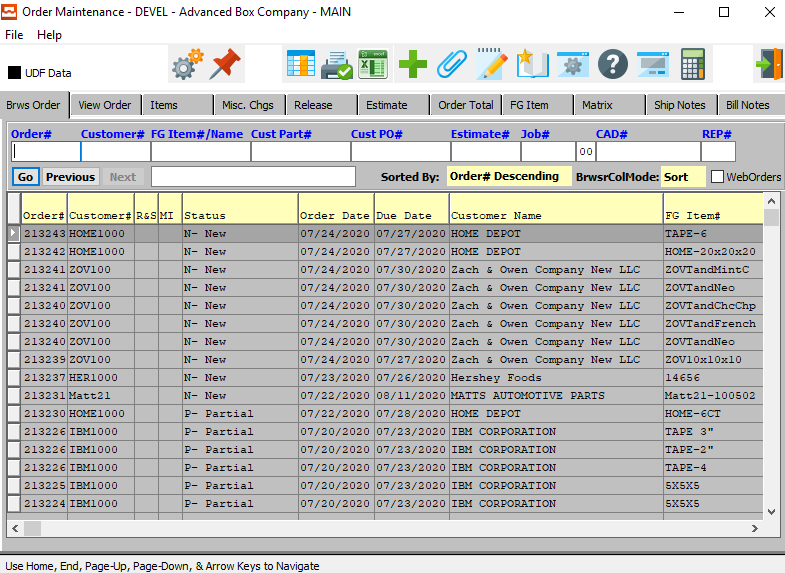 Order Maintenance - DEVEL - Advanced Box Company - MAIN
File Help
UDF Data
Brws Order View Order Items Misc. Chgs Release Estimate Order Total FG Item Matrix Ship Notes Bill Notes
Order# Customer# FG Item#/Name Cust Part# Cust PO# Estimate# Job# CAD# REP#
00
Go Previous Next Sorted By: Order# Descending BrwsrColMode: Sort WebOrders
Order# Customer# R&S MI Status Order Date Due Date Customer Name FG Item#
213243 HOME1000 N- New 07/24/2020 07/27/2020 HOME DEPOT TAPE-6
213242 HOME1000 N- New 07/24/2020 07/27/2020 HOME DEPOT HOME-20x20x20
213241 ZOV100 N- New 07/24/2020 07/30/2020 Zach & Owen Company New LLC ZOVTandMintC
213241 ZOV100 N- New 07/24/2020 07/30/2020 Zach & Owen Company New LLC ZOVTandNeo
213240 ZOV100 N- New 07/24/2020 07/30/2020 Zach & Owen Company New LLC ZOVTandChcChp
213240 ZOV100 N- New 07/24/2020 07/30/2020 Zach & Owen Company New LLC ZOVTandFrench
213240 ZOV100 N- New 07/24/2020 07/30/2020 Zach & Owen Company New LLC ZOVTandNeo
213239 ZOV100 N- New 07/24/2020 07/27/2020 Zach & Owen Company New LLC ZOV10x10x10
213237 HER1000 N- New 07/23/2020 07/26/2020 Hershey Foods 14656
213231 Matt21 N- New 07/22/2020 08/11/2020 MATTS AUTOMOTIVE PARTS Matt21-100502
213230 HOME1000 P- Partial 07/22/2020 07/28/2020 HOME DEPOT HOME-6CT
213226 IBM1000 P- Partial 07/20/2020 07/23/2020 IBM CORPORATION TAPE 3"
213226 IBM1000 P- Partial 07/20/2020 07/23/2020 IBM CORPORATION TAPE-2"
213226 IBM1000 P- Partial 07/20/2020 07/23/2020 IBM CORPORATION TAPE-4
213226 IBM1000 P- Partial 07/20/2020 07/23/2020 IBM CORPORATION 5X5X5
213224 IBM1000 P- Partial 07/20/2020 07/23/2020 IBM CORPORATION 5X5X5
Use Home, End, Page-Up, Page-Down, & Arrow Keys to Navigate